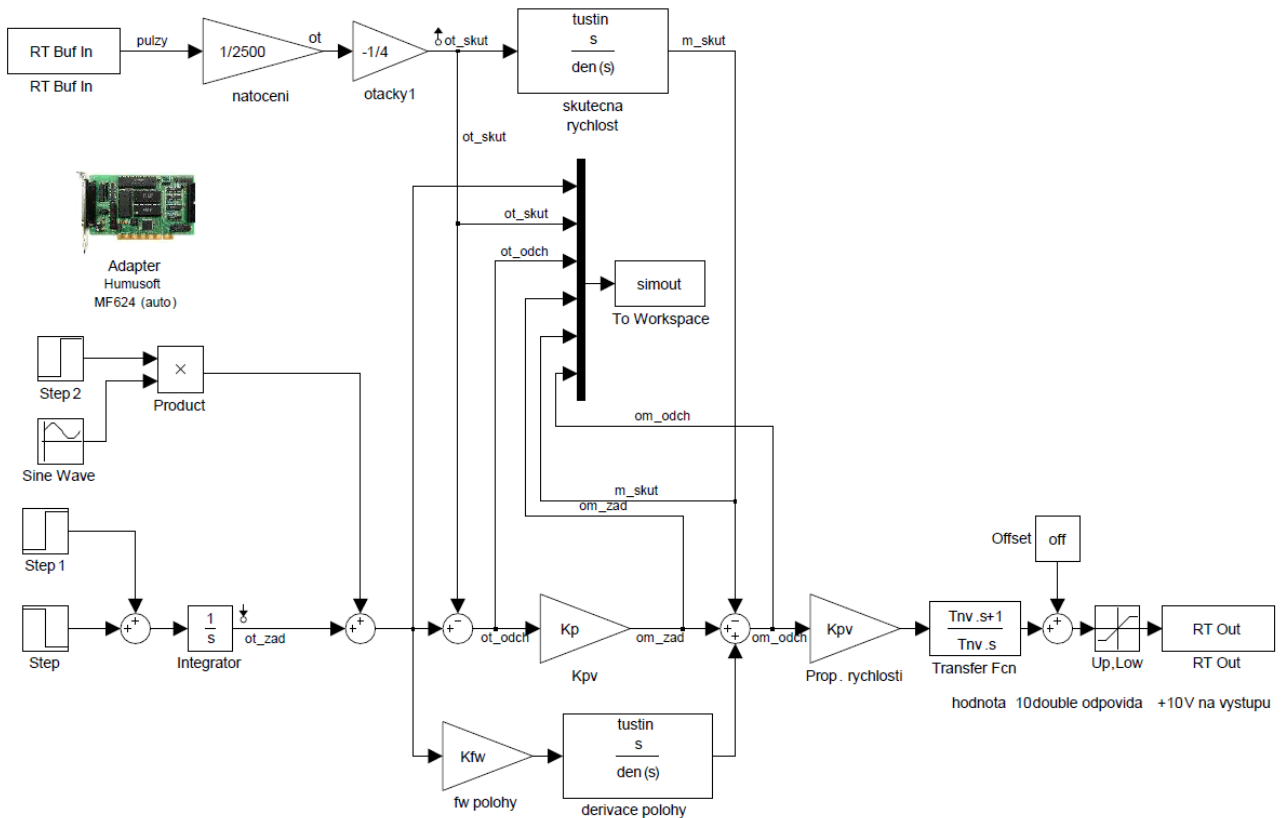 RT Buf In
RT Buf In
pulzy
1/2500
natoceni
ot
-1/4
otacky1
ot_skut
tustin
s
den(s)
skutecna
rychlost
m_skut
ot_skut
Adapter
Humusoft
MF624 (auto)
ot_skut
ot_odch
simout
To Workspace
Step 2
×
Product
Sine Wave
om_odch
m_skut
om_zad
Step 1
Offset
off
Step
+
+
1
s
Integrator
ot_zad
+
+
+
−
ot_odch
Kp
Kpv
om_zad
−
+
+
om_odch
Kpv
Prop. rychlosti
Tnv.s+1
Tnv.s
Transfer Fcn
+
+
Up,Low
RT Out
RT Out
hodnota 10double odpovida +10V na vystupu
Kfw
fw polohy
tustin
s
den(s)
derivace polohy